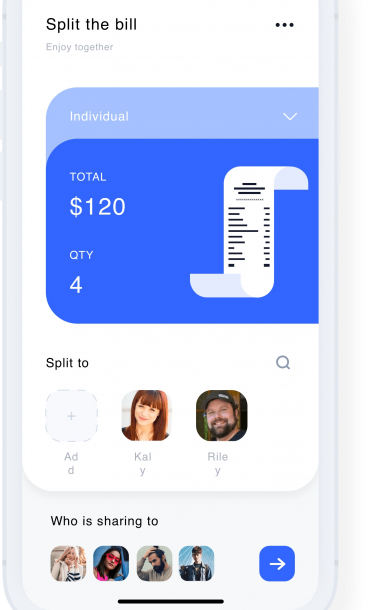 Split the bill
Enjoy together
Individual
TOTAL
$120
QTY
4
Split to
+
Ad
d
Kal
y
Rile
y
Who is sharing to